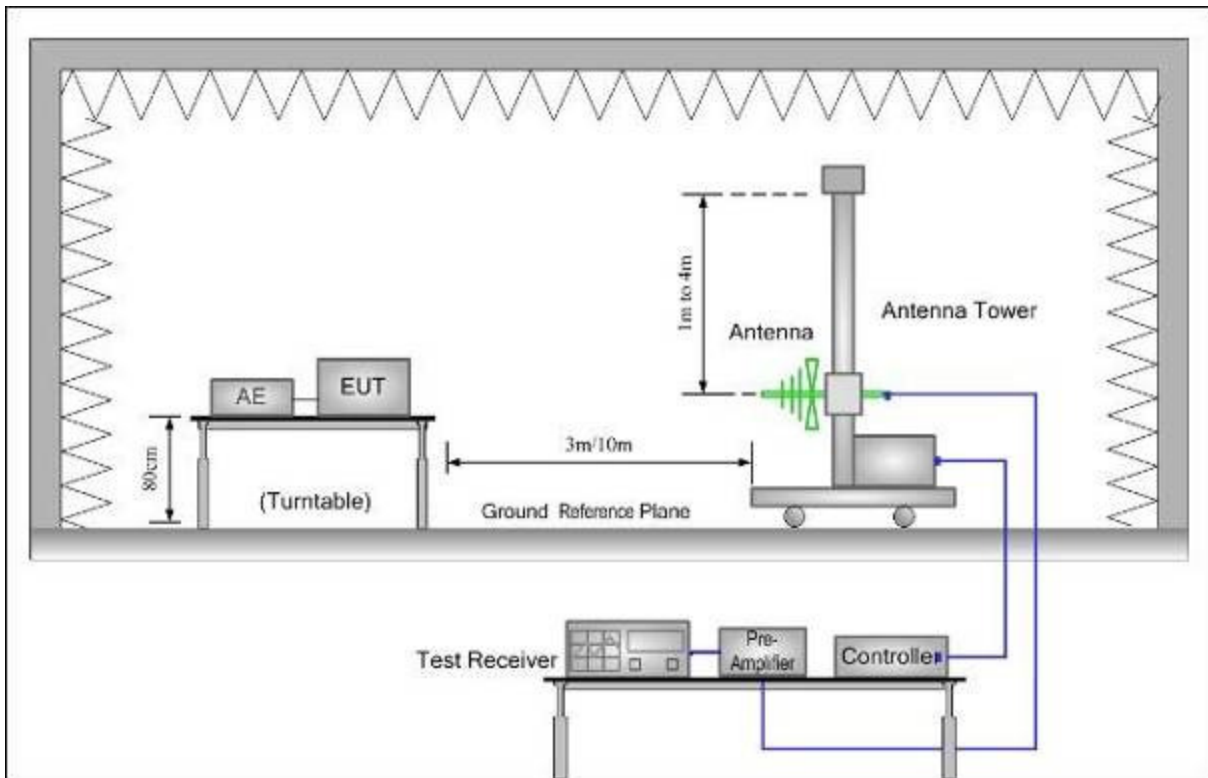 1m to 4m
Antenna
Antenna Tower
AE
EUT
80cm
3m/10m
(Turntable)
Ground Reference Plane
Test Receiver
Pre-
Amplifier
Controller